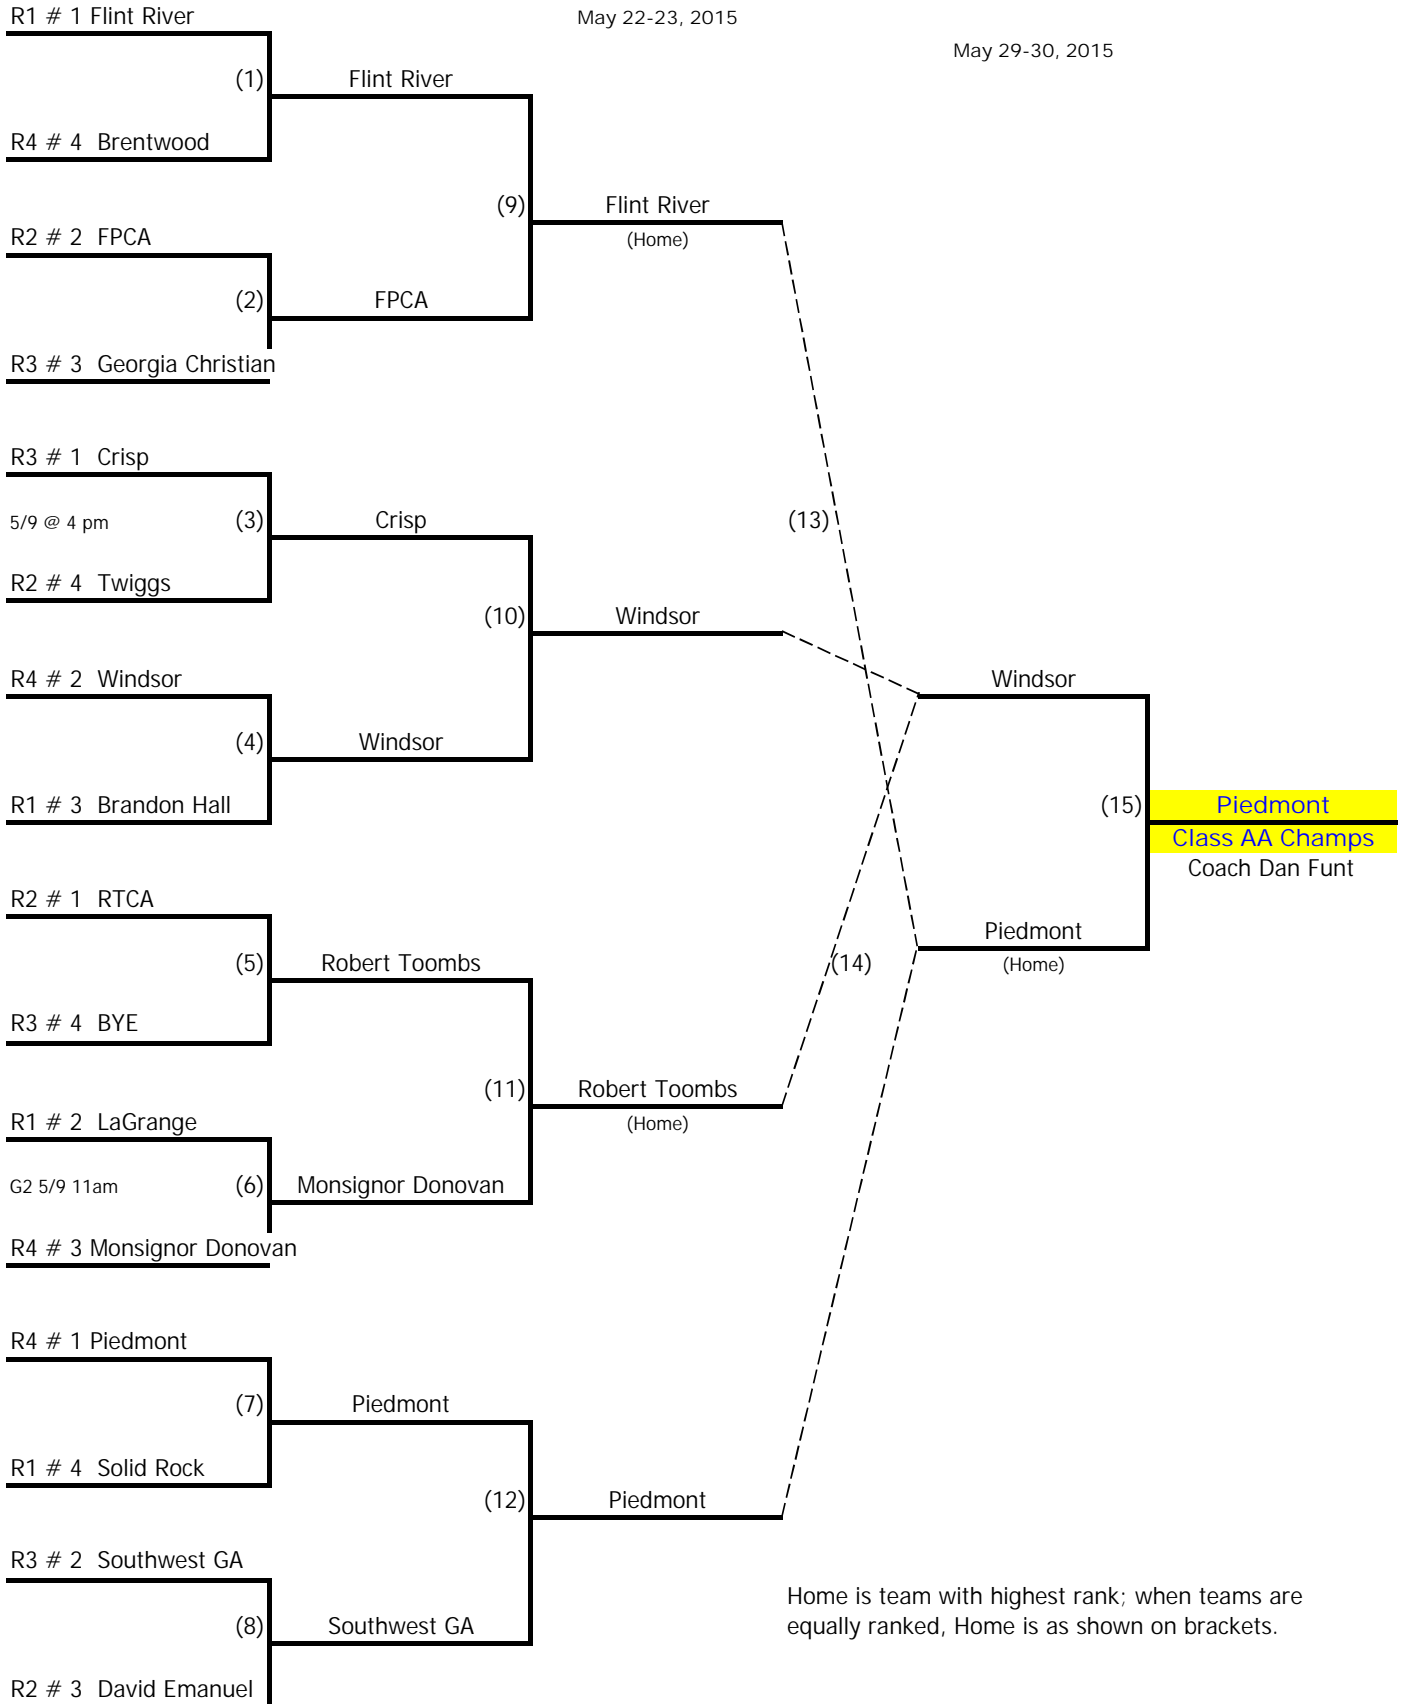 R1 # 1 Flint River
May 22-23, 2015
May 29-30, 2015
(1)
Flint River
R4 # 4 Brentwood
(9)
Flint River
(Home)
R2 # 2 FPCA
(2)
FPCA
R3 # 3 Georgia Christian
R3 # 1 Crisp
5/9 @ 4 pm
(3)
Crisp
(13)
R2 # 4 Twiggs
(10)
Windsor
R4 # 2 Windsor
Windsor
(4)
Windsor
R1 # 3 Brandon Hall
(15)
Piedmont
Class AA Champs
Coach Dan Funt
R2 # 1 RTCA
Piedmont
(Home)
(5)
Robert Toombs
(14)
R3 # 4 BYE
(11)
Robert Toombs
(Home)
R1 # 2 LaGrange
G2 5/9 11am
(6)
Monsignor Donovan
R4 # 3 Monsignor Donovan
R4 # 1 Piedmont
(7)
Piedmont
R1 # 4 Solid Rock
(12)
Piedmont
R3 # 2 Southwest GA
(8)
Southwest GA
R2 # 3 David Emanuel
Home is team with highest rank; when teams are
equally ranked, Home is as shown on brackets.